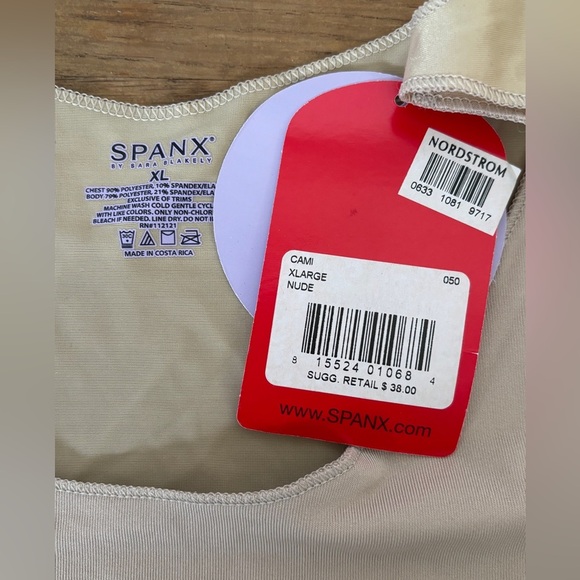 SPANX®
BY SARA BLAKELY
XL
CHEST 90% POLYESTER, 10% SPANDEX/ELA
BODY 79% POLYESTER, 21% SPANDEX/ELA
EXCLUSIVE OF TRIMS
MACHINE WASH COLD GENTLE CYCL
WITH LIKE COLORS. ONLY NON-CHLOR
BLEACH IF NEEDED. LINE DRY. DO NOT IR
RN#112121
MADE IN COSTA RICA
NORDSTROM
0633 1081 9717
CAMI 050
XLARGE
NUDE
8 15524 01068 4
SUGG. RETAIL $ 38.00
www.SPANX.com